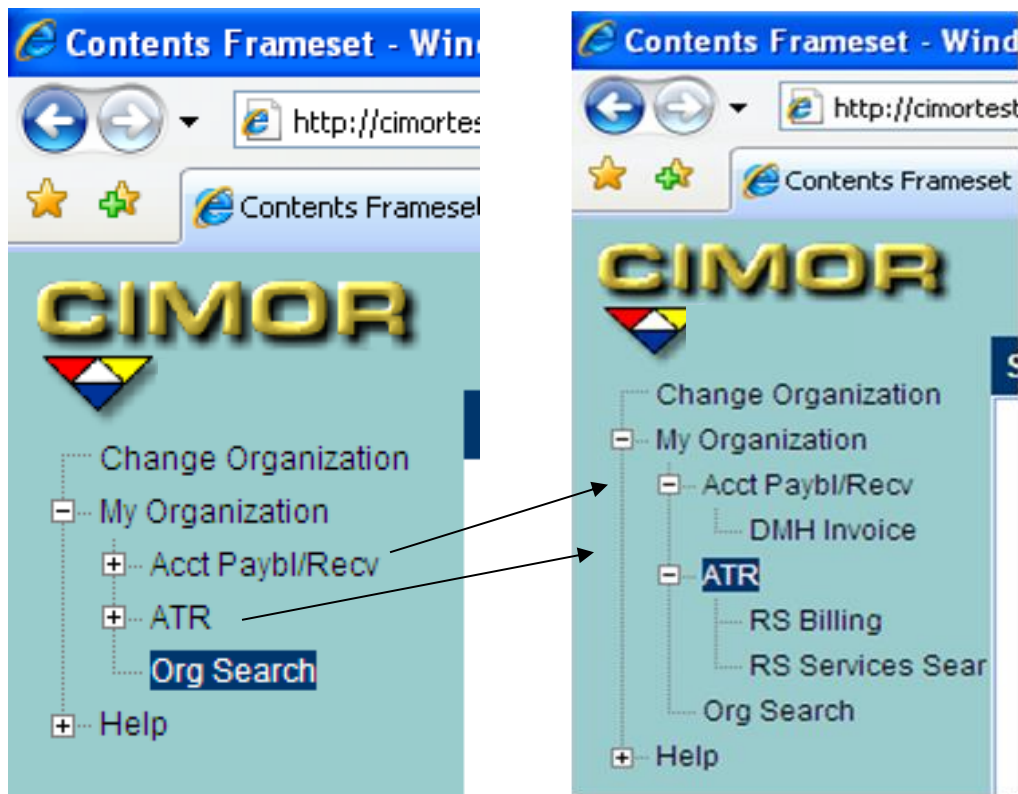 Contents Frameset - Win
http://cimortes
Contents Frameset
CIMOR
Change Organization
My Organization
Acct Paybl/Recv
ATR
Org Search
Help
Contents Frameset - Wind
http://cimortest
Contents Frameset
CIMOR
S
Change Organization
My Organization
Acct Paybl/Recv
DMH Invoice
ATR
RS Billing
RS Services Sear
Org Search
Help